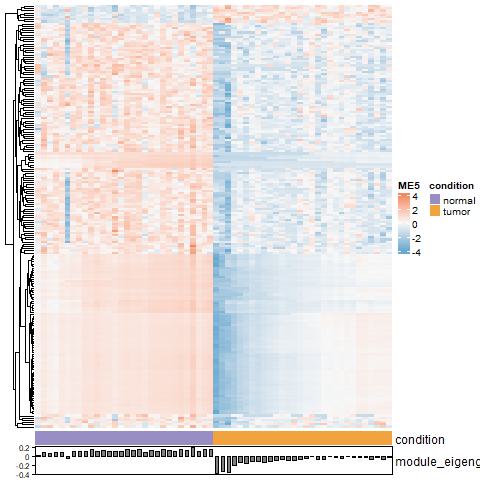 ME5 condition
4 normal
2 tumor
0
-2
-4
condition
0.2
0
-0.2
-0.4
module_eigeng